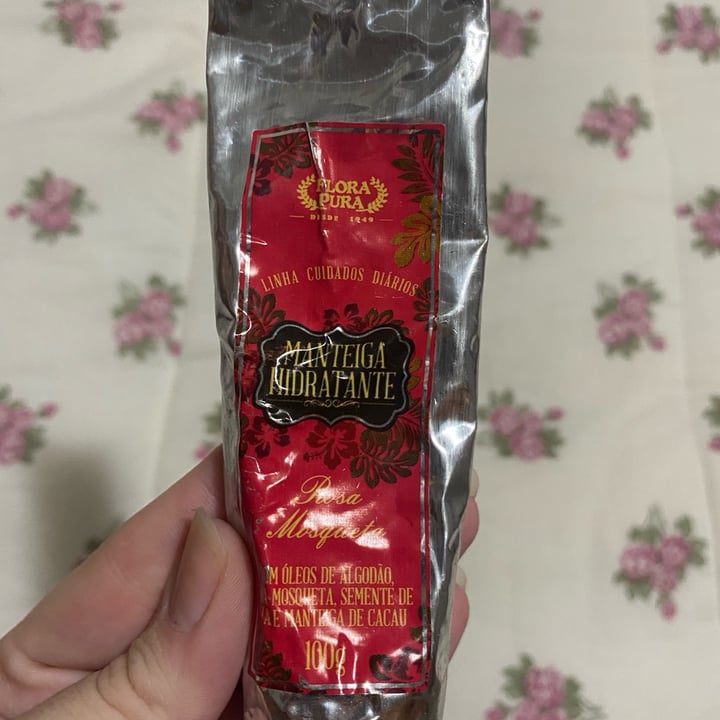 FLORA
PURA
DESDE 1949
LINHA CUIDADOS DIÁRIOS
MANTEIGA
HIDRATANTE
Rosa
Mosqueta
ÓLEOS DE ALGODÃO,
MOSQUETA, SEMENTE DE
E MANTEIGA DE CACAU
100g